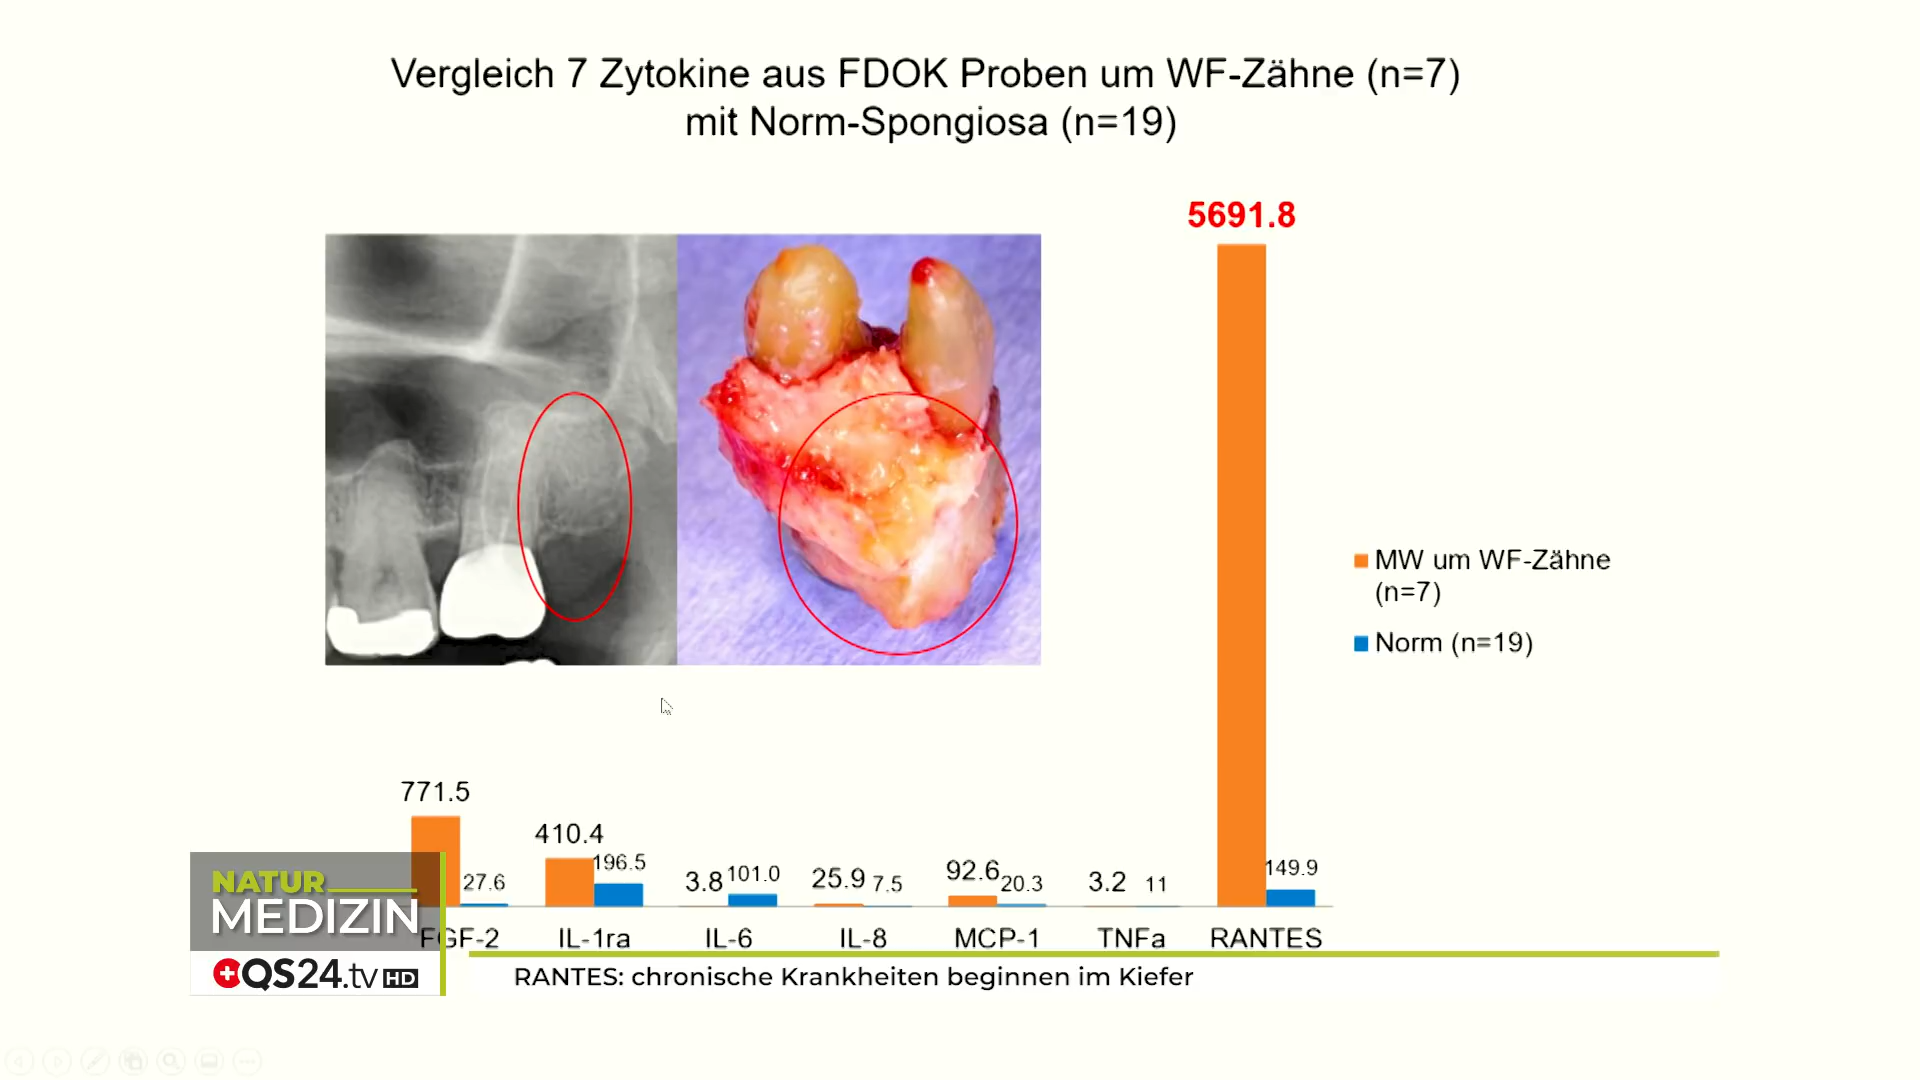 Vergleich 7 Zytokine aus FDOK Proben um WF-Zähne (n=7)
mit Norm-Spongiosa (n=19)
5691.8
MW um WF-Zähne
(n=7)
Norm (n=19)
771.5
27.6
410.4
196.5
3.8
101.0
25.9
7.5
92.6
20.3
3.2
11
149.9
FGF-2
IL-1ra
IL-6
IL-8
MCP-1
TNFa
RANTES
NATUR
MEDIZIN
QS24.tv HD
RANTES: chronische Krankheiten beginnen im Kiefer